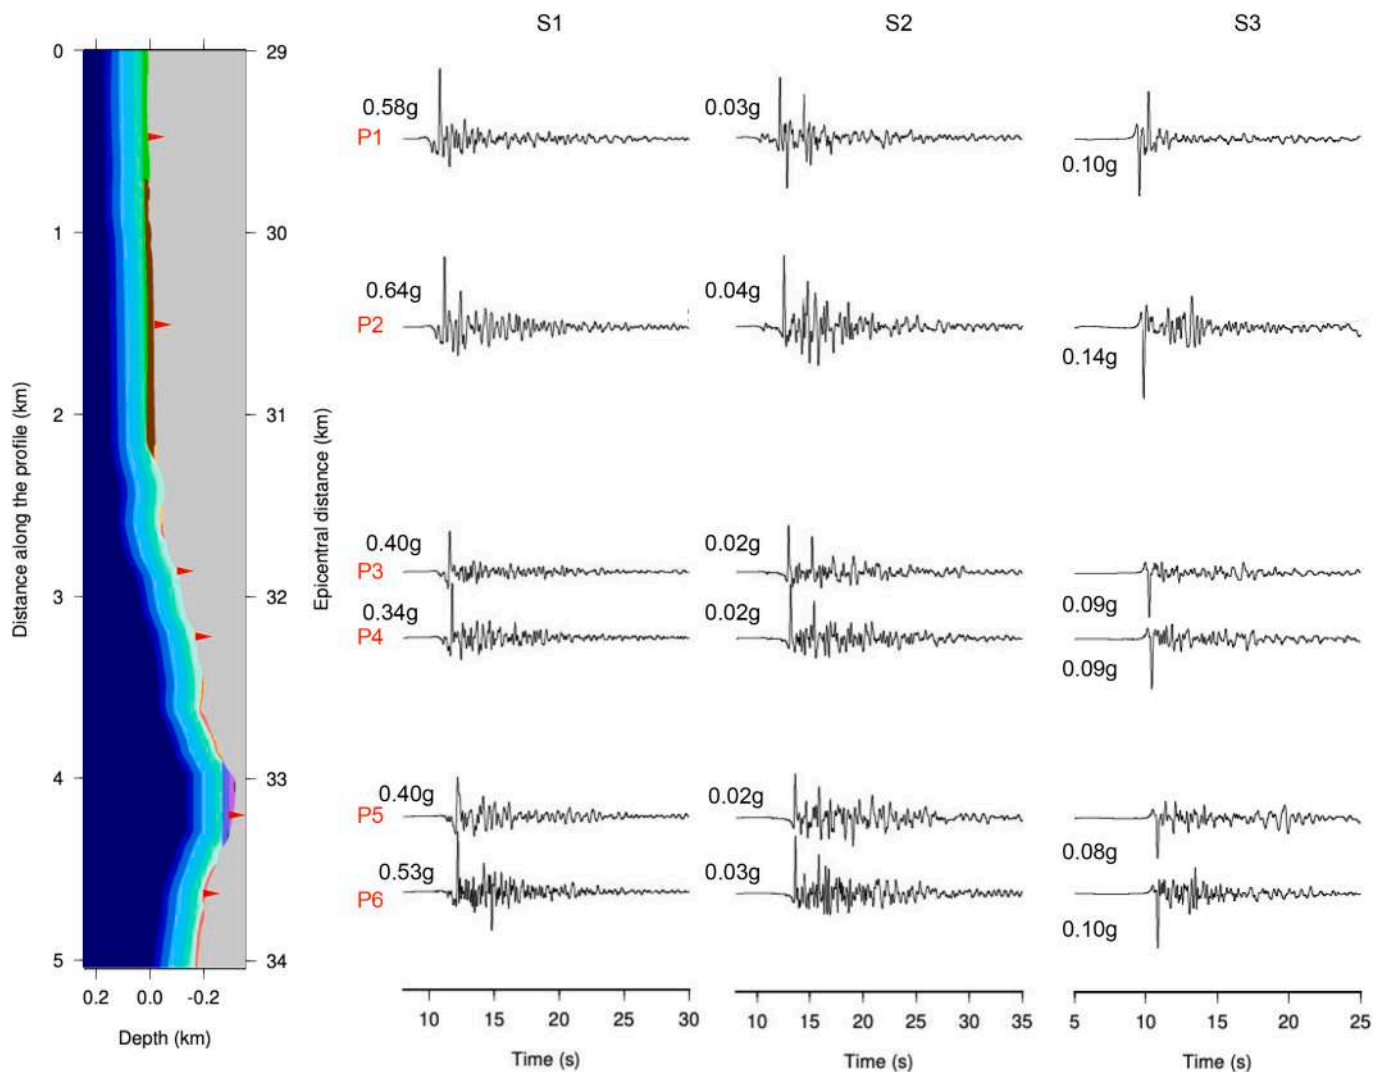 S1
S2
S3
0
29
0.58g
0.03g
P1
0.10g
1
30
0.64g
0.04g
P2
0.14g
2
31
Distance along the profile (km)
Epicentral distance (km)
0.40g
0.02g
P3
0.09g
3
32
0.34g
0.02g
P4
0.09g
4
33
0.40g
0.02g
P5
0.08g
0.53g
0.03g
P6
0.10g
5
34
0.2 0.0 -0.2
Depth (km)
10 15 20 25 30
Time (s)
10 15 20 25 30 35
Time (s)
5 10 15 20 25
Time (s)